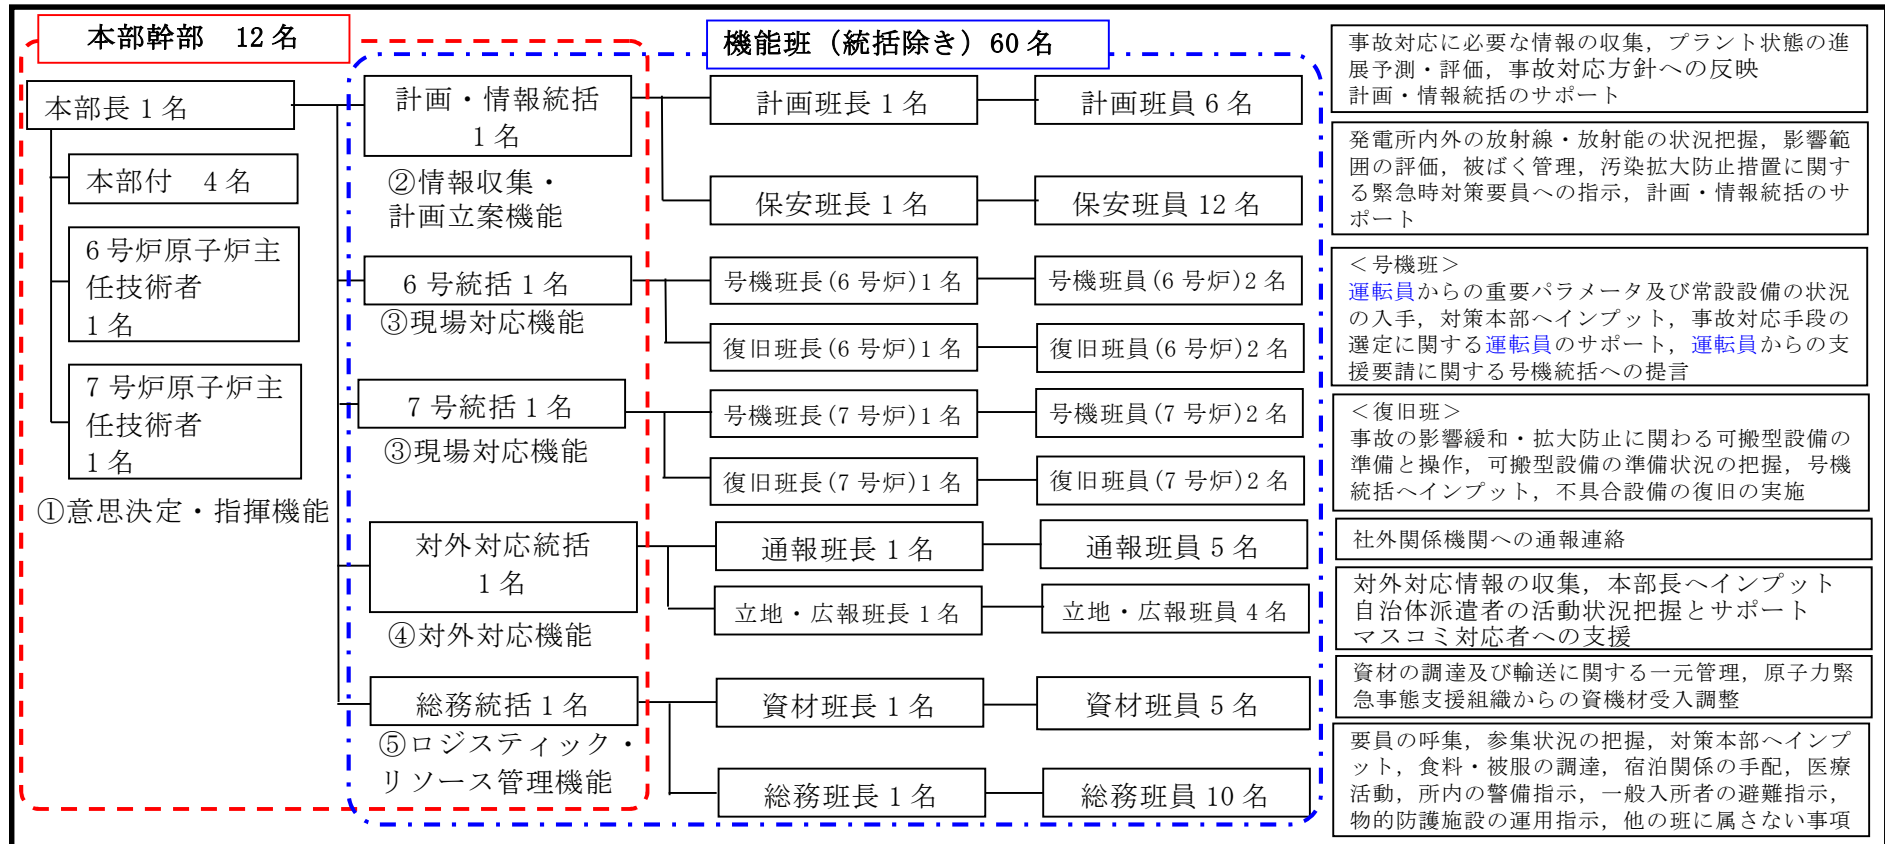 本部幹部　12名
機能班（統括除き）60名
本部長1名
本部付　4名
6号炉原子炉主
任技術者
1名
7号炉原子炉主
任技術者
1名
①意思決定・指揮機能
計画・情報統括
1名
②情報収集・
計画立案機能
6号統括1名
③現場対応機能
7号統括1名
③現場対応機能
対外対応統括
1名
④対外対応機能
総務統括1名
⑤ロジスティック・
リソース管理機能
計画班長1名
計画班員6名
保安班長1名
保安班員12名
号機班長(6号炉)1名
号機班員(6号炉)2名
復旧班長(6号炉)1名
復旧班員(6号炉)2名
号機班長(7号炉)1名
号機班員(7号炉)2名
復旧班長(7号炉)1名
復旧班員(7号炉)2名
通報班長1名
通報班員5名
立地・広報班長1名
立地・広報班員4名
資材班長1名
資材班員5名
総務班長1名
総務班員10名
事故対応に必要な情報の収集，プラント状態の進
展予測・評価，事故対応方針への反映
計画・情報統括のサポート
発電所内外の放射線・放射能の状況把握，影響範
囲の評価，被ばく管理，汚染拡大防止措置に関す
る緊急時対策要員への指示，計画・情報統括のサ
ポート
＜号機班＞
運転員からの重要パラメータ及び常設設備の状況
の入手，対策本部へインプット，事故対応手段の
選定に関する運転員のサポート，運転員からの支
援要請に関する号機統括への提言
＜復旧班＞
事故の影響緩和・拡大防止に関わる可搬型設備の
準備と操作，可搬型設備の準備状況の把握，号機
統括へインプット，不具合設備の復旧の実施
社外関係機関への通報連絡
対外対応情報の収集，本部長へインプット
自治体派遣者の活動状況把握とサポート
マスコミ対応者への支援
資材の調達及び輸送に関する一元管理，原子力緊
急事態支援組織からの資機材受入調整
要員の呼集，参集状況の把握，対策本部へインプ
ット，食料・被服の調達，宿泊関係の手配，医療
活動，所内の警備指示，一般入所者の避難指示，
物的防護施設の運用指示，他の班に属さない事項